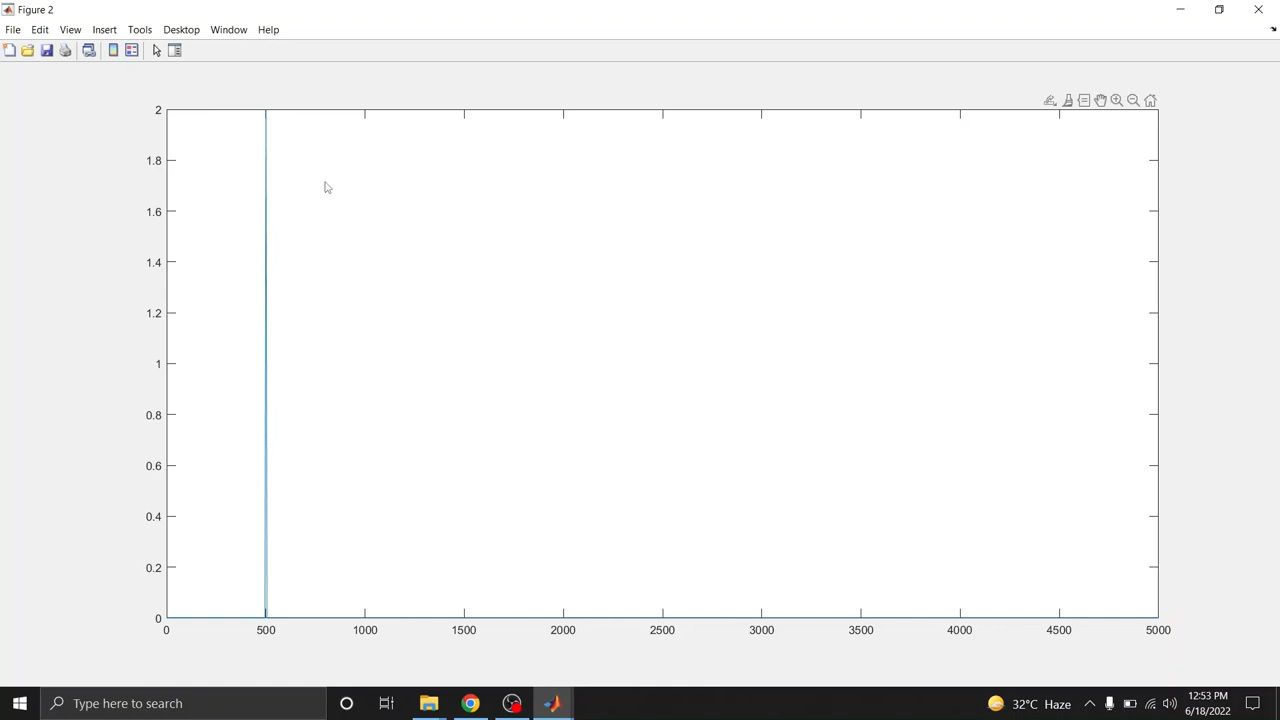 Figure 2
File Edit View Insert Tools Desktop Window Help
2
1.8
1.6
1.4
1.2
1
0.8
0.6
0.4
0.2
0
0 500 1000 1500 2000 2500 3000 3500 4000 4500 5000
Type here to search
32°C Haze
12:53 PM
6/18/2022